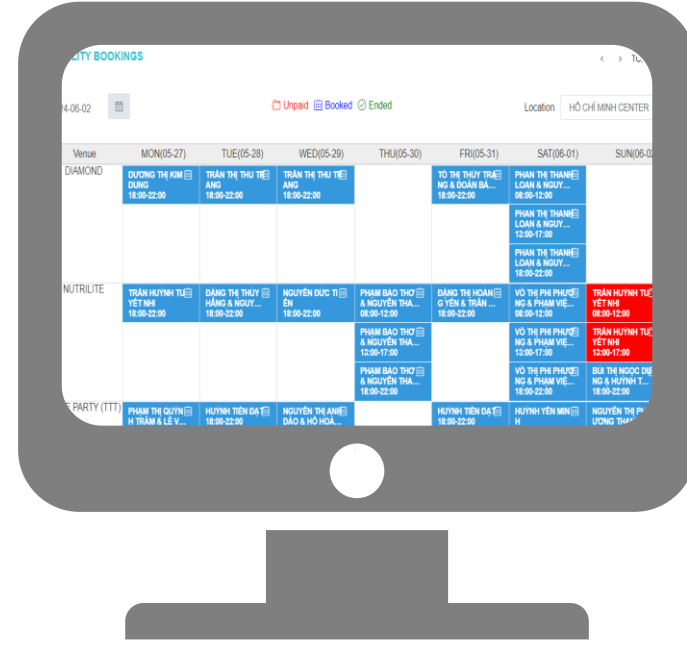 LITY BOOKINGS
24-06-02
Unpaid Booked Ended
Location HỒ CHÍ MINH CENTER
Venue MON(05-27) TUE(05-28) WED(05-29) THU(05-30) FRI(05-31) SAT(06-01) SUN(06-02
DIAMOND
DƯƠNG THỊ KIM
DUNG
18:00-22:00
TRẦN THỊ THU TR
ANG
18:00-22:00
TRẦN THỊ THU TR
ANG
18:00-22:00
TÔ THỊ THÙY TRA
NG & ĐOÀN BÁ...
18:00-22:00
PHAN THỊ THANH
LOAN & NGUY...
08:00-12:00
PHAN THỊ THANH
LOAN & NGUY...
13:00-17:00
PHAN THỊ THANH
LOAN & NGUY...
18:00-22:00
NUTRILITE
TRẦN HUỲNH TU
YẾT NHI
18:00-22:00
ĐẶNG THỊ THÚY
HẰNG & NGUY...
18:00-22:00
NGUYỄN ĐỨC TI
ẾN
18:00-22:00
PHẠM BẢO THƠ
& NGUYỄN THA...
08:00-12:00
PHẠM BẢO THƠ
& NGUYỄN THA...
13:00-17:00
PHẠM BẢO THƠ
& NGUYỄN THA...
18:00-22:00
ĐẶNG THỊ HOÀN
G YẾN & TRẦN ...
18:00-22:00
VÕ THỊ PHI PHƯỢ
NG & PHẠM VIỆ...
08:00-12:00
VÕ THỊ PHI PHƯỢ
NG & PHẠM VIỆ...
13:00-17:00
VÕ THỊ PHI PHƯỢ
NG & PHẠM VIỆ...
18:00-22:00
TRẦN HUỲNH TU
YẾT NHI
08:00-12:00
TRẦN HUỲNH TU
YẾT NHI
13:00-17:00
BÙI THỊ NGỌC DI
NG & HUỲNH T...
18:00-22:00
E PARTY (TTT)
PHẠM THỊ QUỲN
H TRÂM & LÊ V...
HUỲNH TIẾN ĐẠT
18:00-22:00
NGUYỄN THỊ ANH
ĐÀO & HỒ HOÀ...
HUỲNH TIẾN ĐẠT
18:00-22:00
HUỲNH YẾN MIN
H
NGUYỄN THỊ